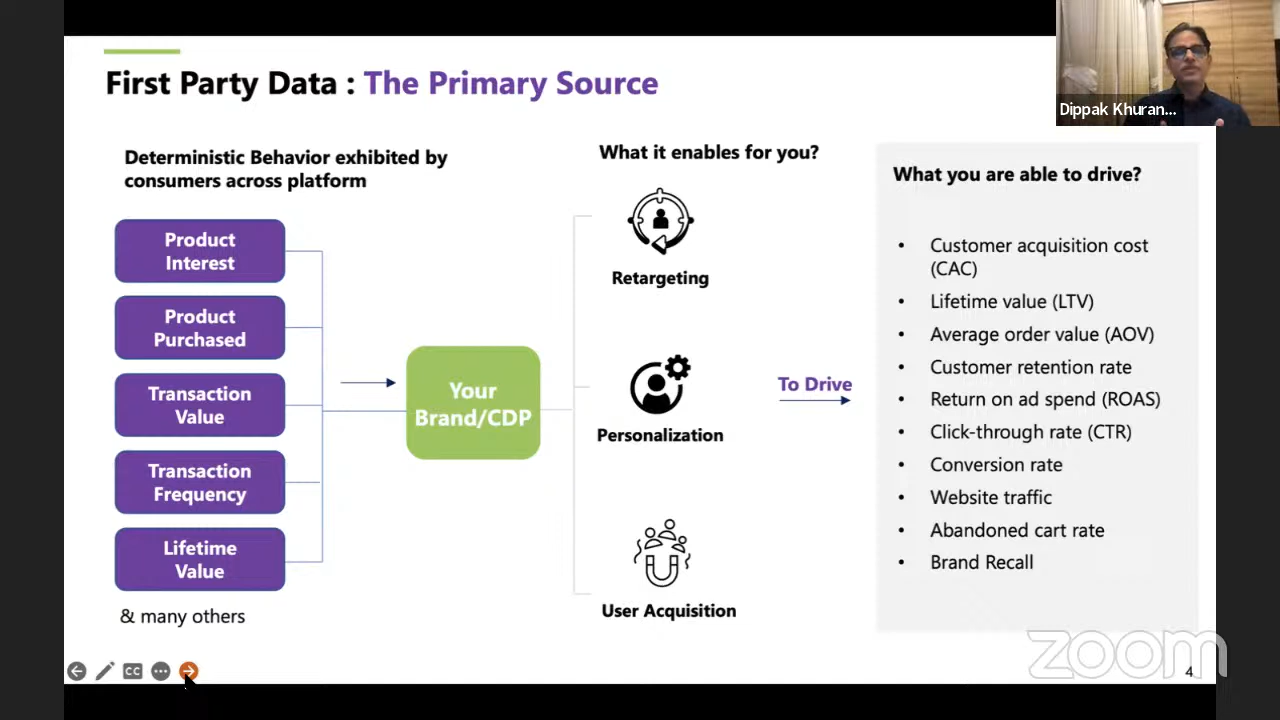 First Party Data : The Primary Source
Dippak Khuran...
Deterministic Behavior exhibited by
consumers across platform
Product
Interest
Product
Purchased
Transaction
Value
Transaction
Frequency
Lifetime
Value
& many others
Your
Brand/CDP
What it enables for you?
Retargeting
Personalization
User Acquisition
To Drive
What you are able to drive?
• Customer acquisition cost
(CAC)
• Lifetime value (LTV)
• Average order value (AOV)
• Customer retention rate
• Return on ad spend (ROAS)
• Click-through rate (CTR)
• Conversion rate
• Website traffic
• Abandoned cart rate
• Brand Recall
CC
zoom
4